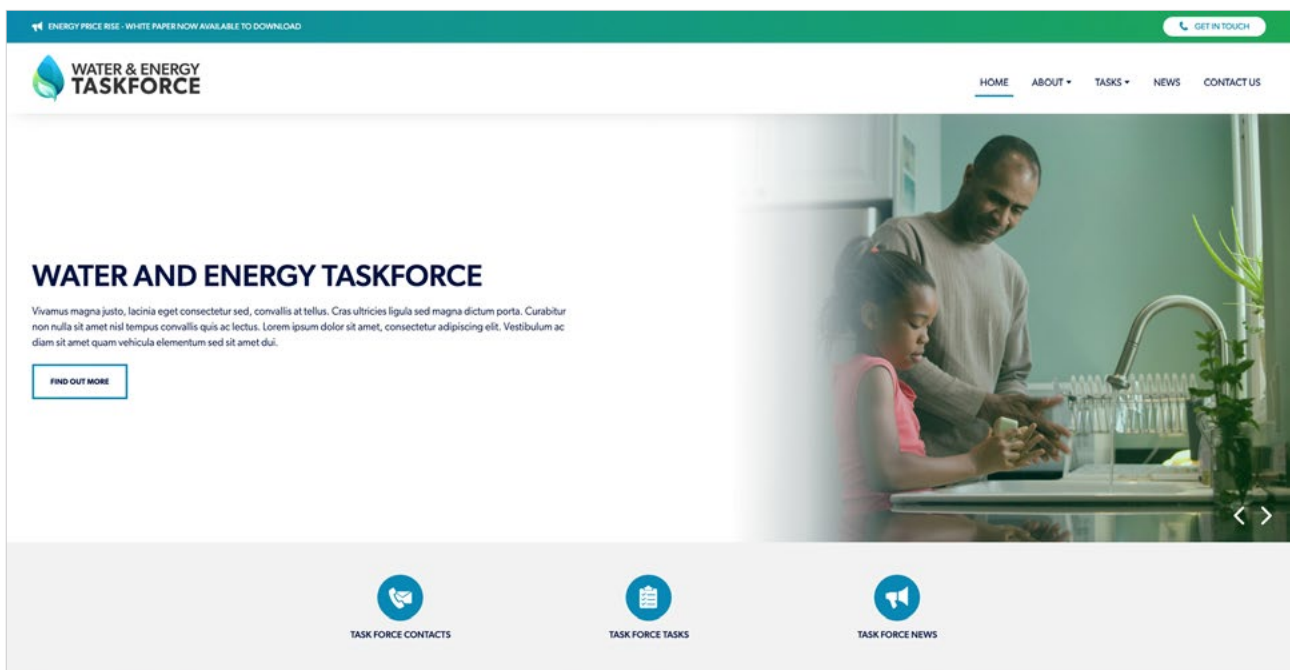 ENERGY PRICE RISE - WHITE PAPER NOW AVAILABLE TO DOWNLOAD
GET IN TOUCH
WATER & ENERGY
TASKFORCE
HOME
ABOUT
TASKS
NEWS
CONTACT US
WATER AND ENERGY TASKFORCE
Vivamus magna justo, lacinia eget consectetur sed, convallis at tellus. Cras ultricies ligula sed magna dictum porta. Curabitur
non nulla sit amet nisl tempus convallis quis ac lectus. Lorem ipsum dolor sit amet, consectetur adipiscing elit. Vestibulum ac
diam sit amet quam vehicula elementum sed sit amet dui.
FIND OUT MORE
TASK FORCE CONTACTS
TASK FORCE TASKS
TASK FORCE NEWS